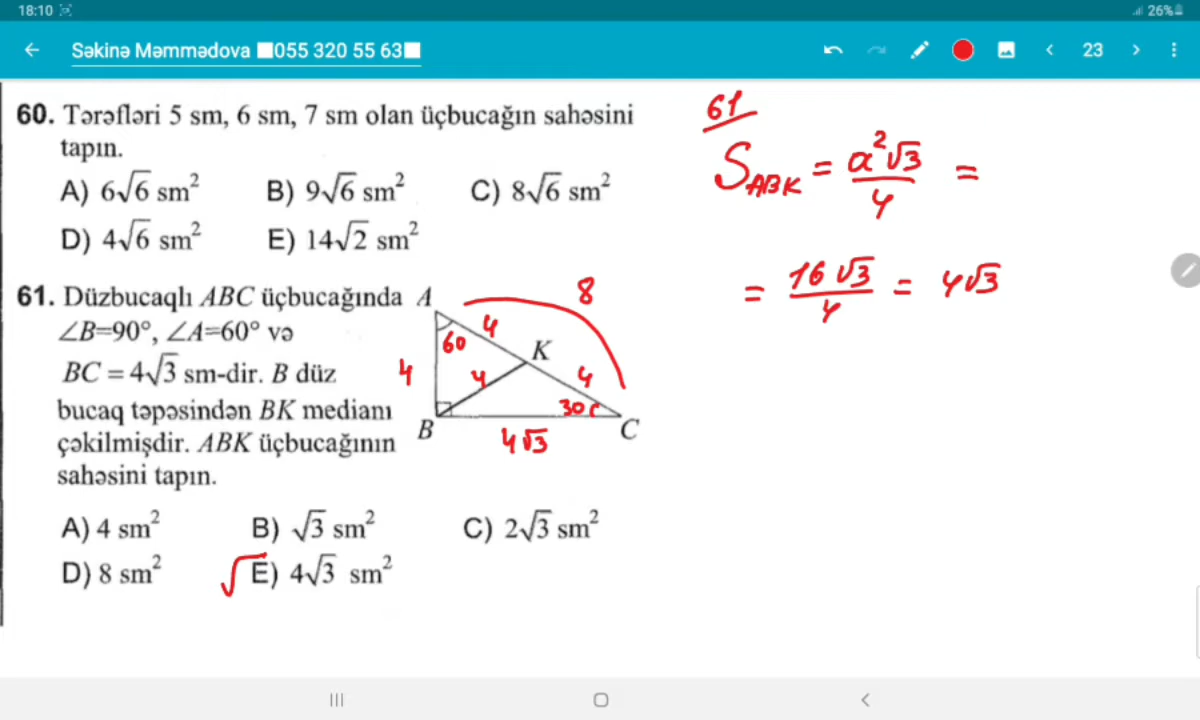 18:10
26%
Səkinə Məmmədova 055 320 55 63
23
60. Tərəfləri 5 sm, 6 sm, 7 sm olan üçbucağın sahəsini
tapın.
A) 6√6 sm² B) 9√6 sm² C) 8√6 sm²
D) 4√6 sm² E) 14√2 sm²
61. Düzbucaqlı ABC üçbucağında
∠B=90°, ∠A=60° və
BC = 4√3 sm-dir. B düz
bucaq təpəsindən BK medianı
çəkilmişdir. ABK üçbucağının
sahəsini tapın.
A
K
B
C
8
4
60
4
4
4
30
4√3
A) 4 sm² B) √3 sm² C) 2√3 sm²
D) 8 sm² √ E) 4√3 sm²
61
S_ABK = a²√3/4 =
= 16√3/4 = 4√3